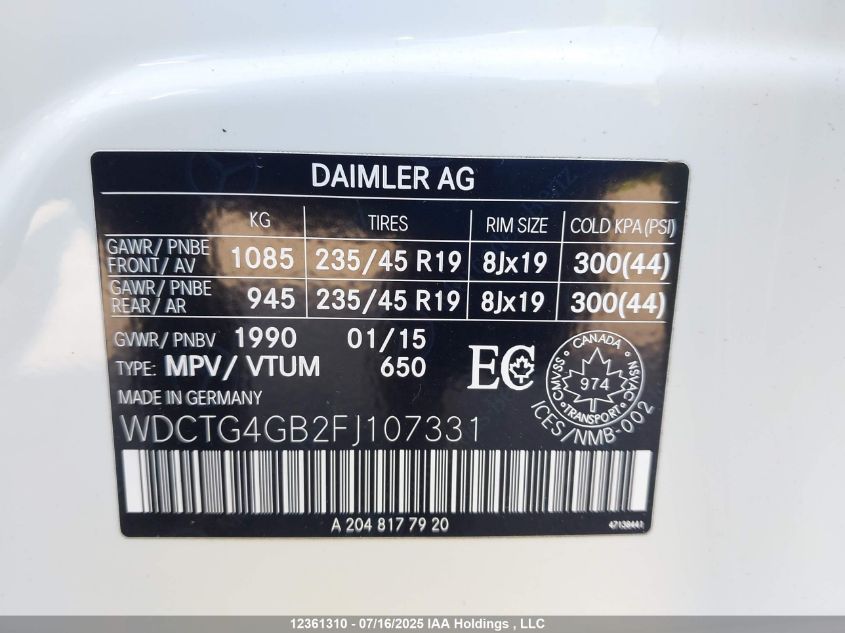 DAIMLER AG
KG TIRES RIM SIZE COLD KPA (PSI)
GAWR/ PNBE FRONT/ AV 1085 235/45 R19 8Jx19 300(44)
GAWR/ PNBE REAR/ AR 945 235/45 R19 8Jx19 300(44)
GVWR/ PNBV 1990 01/15
TYPE: MPV/ VTUM 650
EC
CANADA
CMVSS 974 NSVAC
TRANSPORT
ICES/NMB-002
MADE IN GERMANY
WDCTG4GB2FJ107331
A 204 817 79 20
47138441
12361310 - 07/16/2025 IAA Holdings , LLC